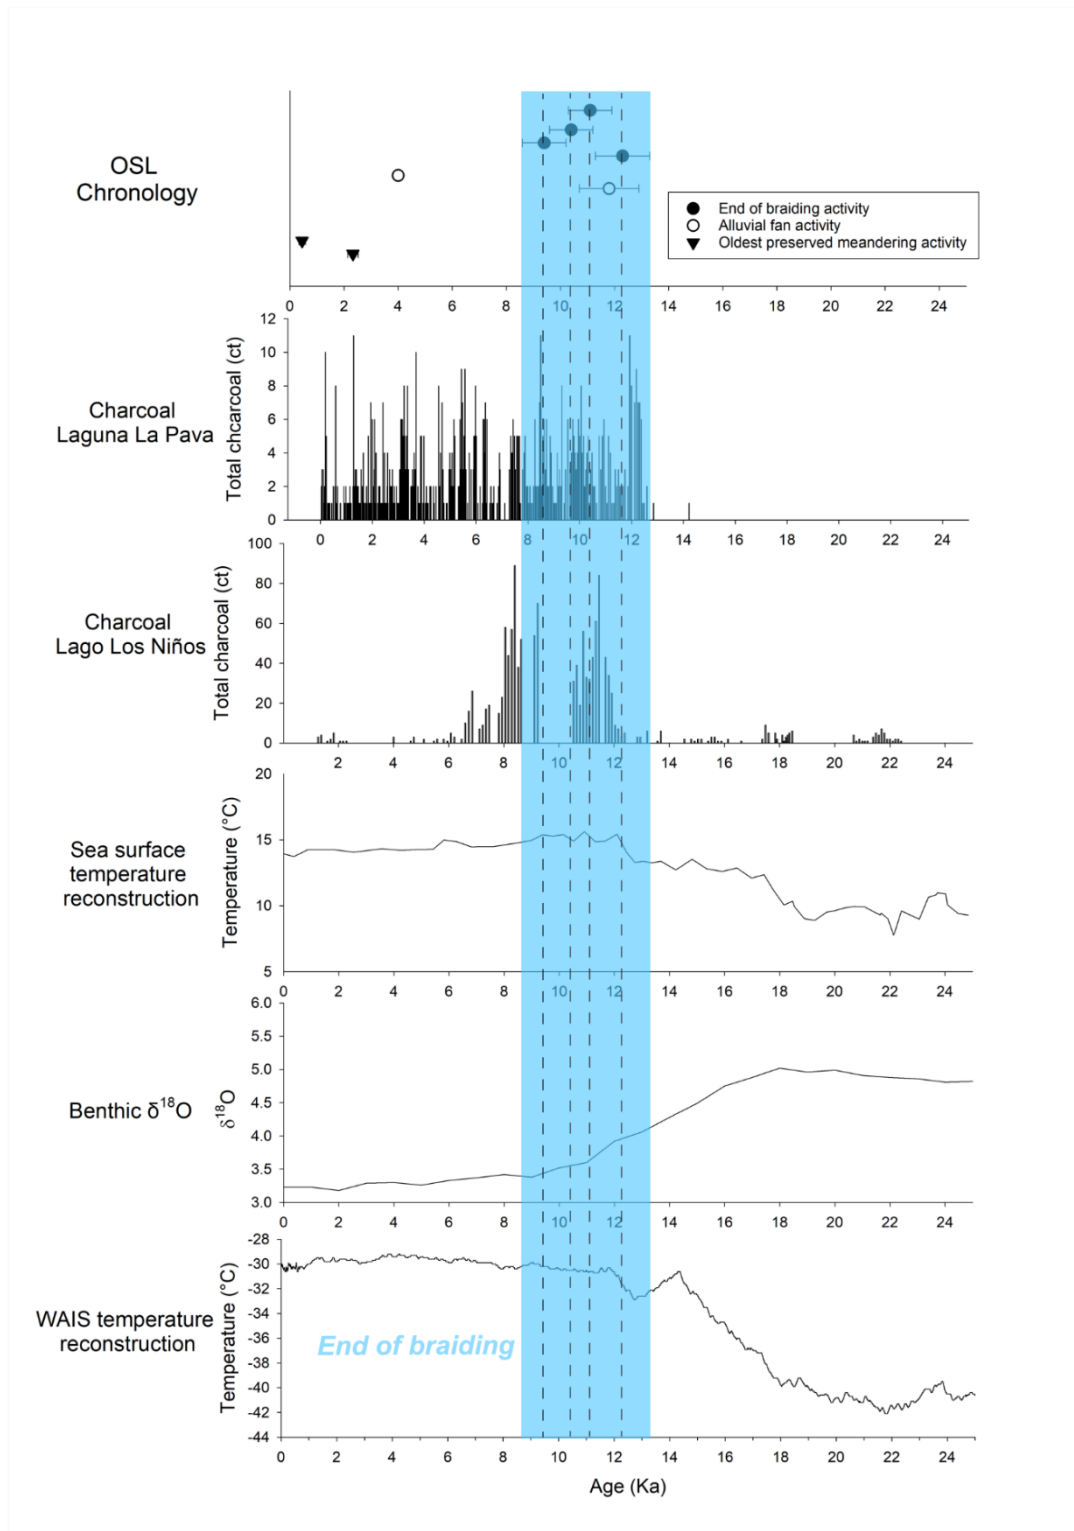 OSL
Chronology
End of braiding activity
Alluvial fan activity
Oldest preserved meandering activity
0 2 4 6 8 10 12 14 16 18 20 22 24
Charcoal
Laguna La Pava
Total chcarcoal (ct)
12
10
8
6
4
2
0
0 2 4 6 8 10 12 14 16 18 20 22 24
Charcoal
Lago Los Niños
Total charcoal (ct)
100
80
60
40
20
0
2 4 6 8 10 12 14 16 18 20 22 24
Sea surface
temperature
reconstruction
Temperature (°C)
20
15
10
5
0 2 4 6 8 10 12 14 16 18 20 22 24
Benthic δ¹⁸O
δ¹⁸O
6.0
5.5
5.0
4.5
4.0
3.5
3.0
0 2 4 6 8 10 12 14 16 18 20 22 24
WAIS temperature
reconstruction
Temperature (°C)
-28
-30
-32
-34
-36
-38
-40
-42
-44
End of braiding
0 2 4 6 8 10 12 14 16 18 20 22 24
Age (Ka)